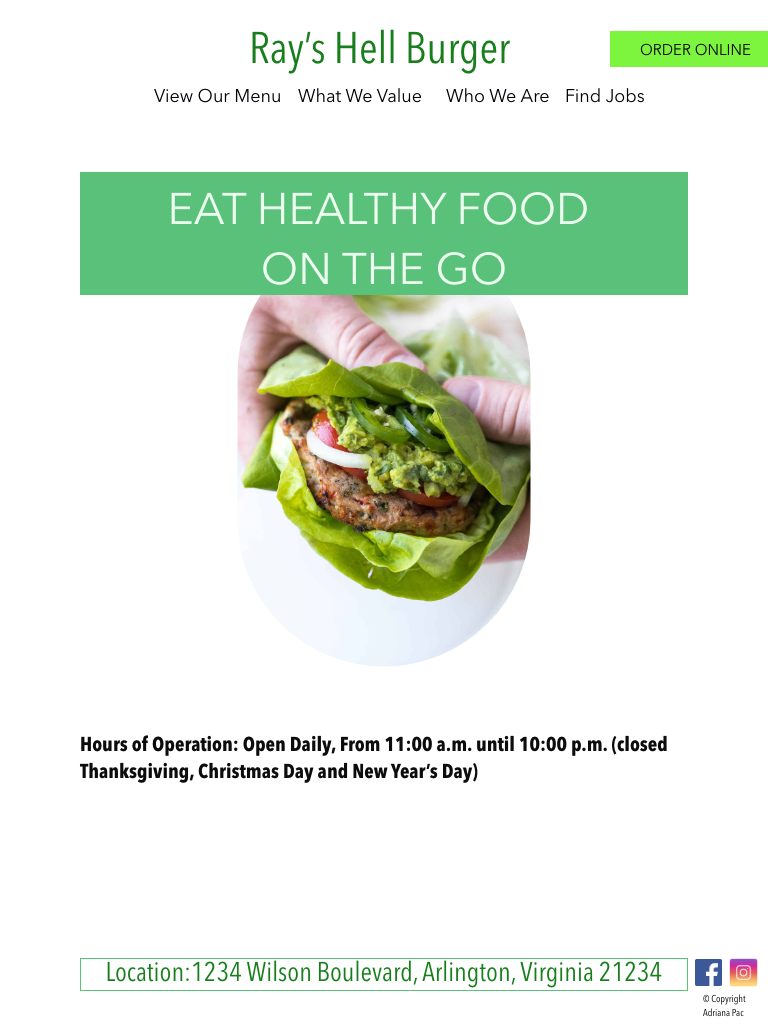 Ray’s Hell Burger
ORDER ONLINE
View Our Menu What We Value Who We Are Find Jobs
EAT HEALTHY FOOD
ON THE GO
Hours of Operation: Open Daily, From 11:00 a.m. until 10:00 p.m. (closed
Thanksgiving, Christmas Day and New Year’s Day)
Location:1234 Wilson Boulevard, Arlington, Virginia 21234
© Copyright
Adriana Pac